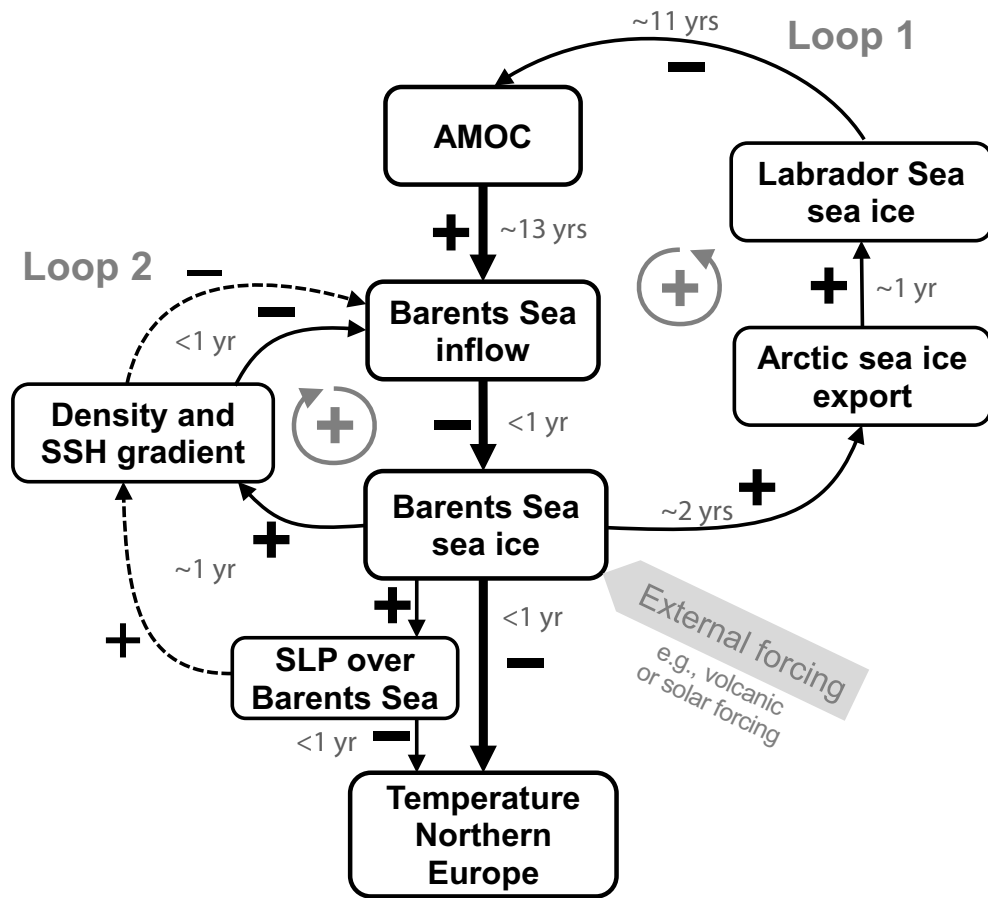 ~11 yrs
Loop 1
−
AMOC
Labrador Sea
sea ice
+
~13 yrs
Loop 2
−
+
+
~1 yr
−
<1 yr
Barents Sea
inflow
Arctic sea ice
export
Density and
SSH gradient
+
−
<1 yr
Barents Sea
sea ice
+
~2 yrs
+
~1 yr
+
+
<1 yr
−
External forcing
e.g., volcanic
or solar forcing
SLP over
Barents Sea
<1 yr
−
Temperature
Northern
Europe